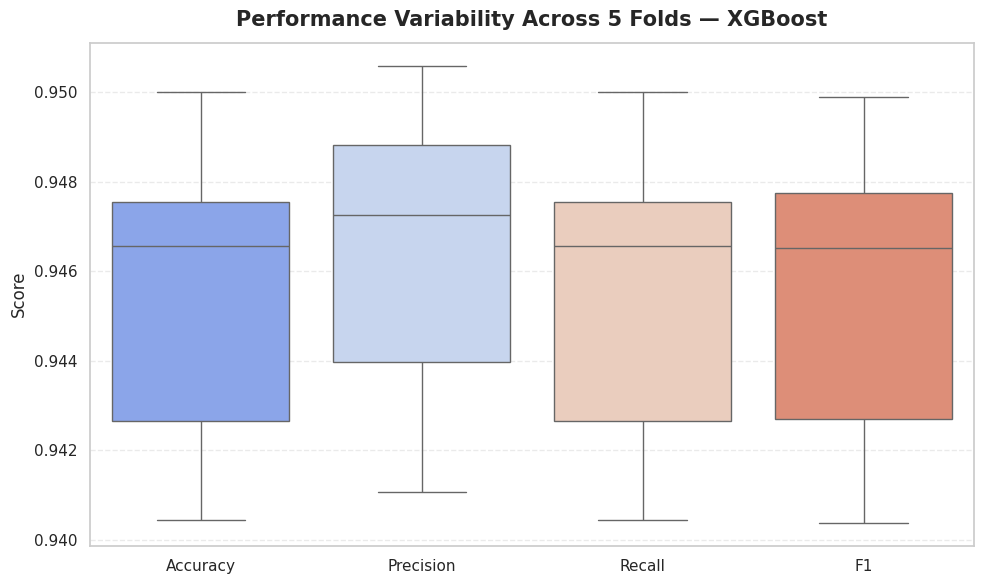 Performance Variability Across 5 Folds — XGBoost
Score
0.950
0.948
0.946
0.944
0.942
0.940
Accuracy
Precision
Recall
F1